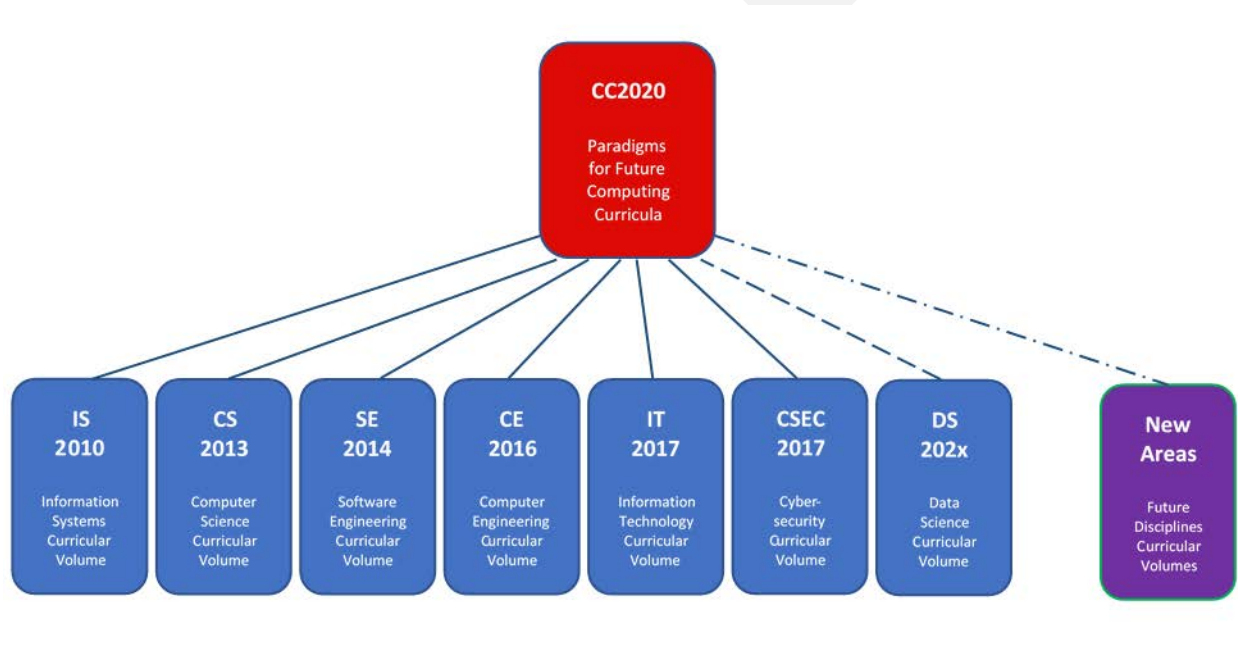 CC2020
Paradigms
for Future
Computing
Curricula
IS
2010
Information
Systems
Curricular
Volume
CS
2013
Computer
Science
Curricular
Volume
SE
2014
Software
Engineering
Curricular
Volume
CE
2016
Computer
Engineering
Curricular
Volume
IT
2017
Information
Technology
Curricular
Volume
CSEC
2017
Cyber-
security
Curricular
Volume
DS
202x
Data
Science
Curricular
Volume
New
Areas
Future
Disciplines
Curricular
Volumes